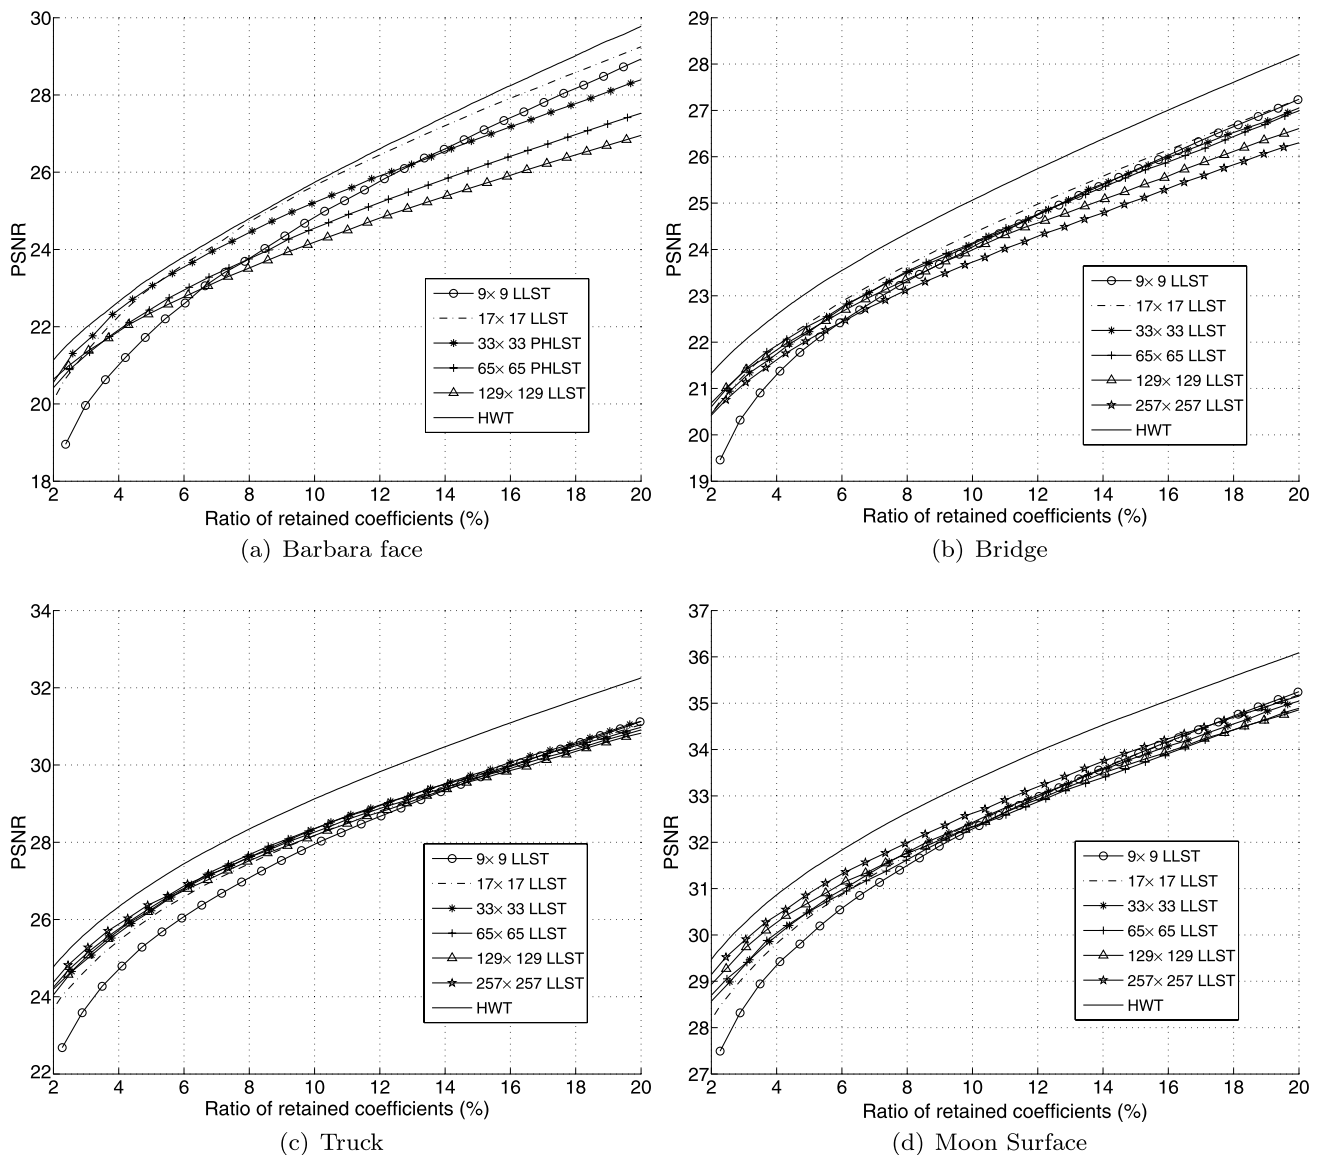 30
28
26
24
22
20
18
PSNR
2 4 6 8 10 12 14 16 18 20
Ratio of retained coefficients (%)
9× 9 LLST
17× 17 LLST
33× 33 PHLST
65× 65 PHLST
129× 129 LLST
HWT
(a) Barbara face
29
28
27
26
25
24
23
22
21
20
19
PSNR
2 4 6 8 10 12 14 16 18 20
Ratio of retained coefficients (%)
9× 9 LLST
17× 17 LLST
33× 33 LLST
65× 65 LLST
129× 129 LLST
257× 257 LLST
HWT
(b) Bridge
34
32
30
28
26
24
22
PSNR
2 4 6 8 10 12 14 16 18 20
Ratio of retained coefficients (%)
9× 9 LLST
17× 17 LLST
33× 33 LLST
65× 65 LLST
129× 129 LLST
257× 257 LLST
HWT
(c) Truck
37
36
35
34
33
32
31
30
29
28
27
PSNR
2 4 6 8 10 12 14 16 18 20
Ratio of retained coefficients (%)
9× 9 LLST
17× 17 LLST
33× 33 LLST
65× 65 LLST
129× 129 LLST
257× 257 LLST
HWT
(d) Moon Surface